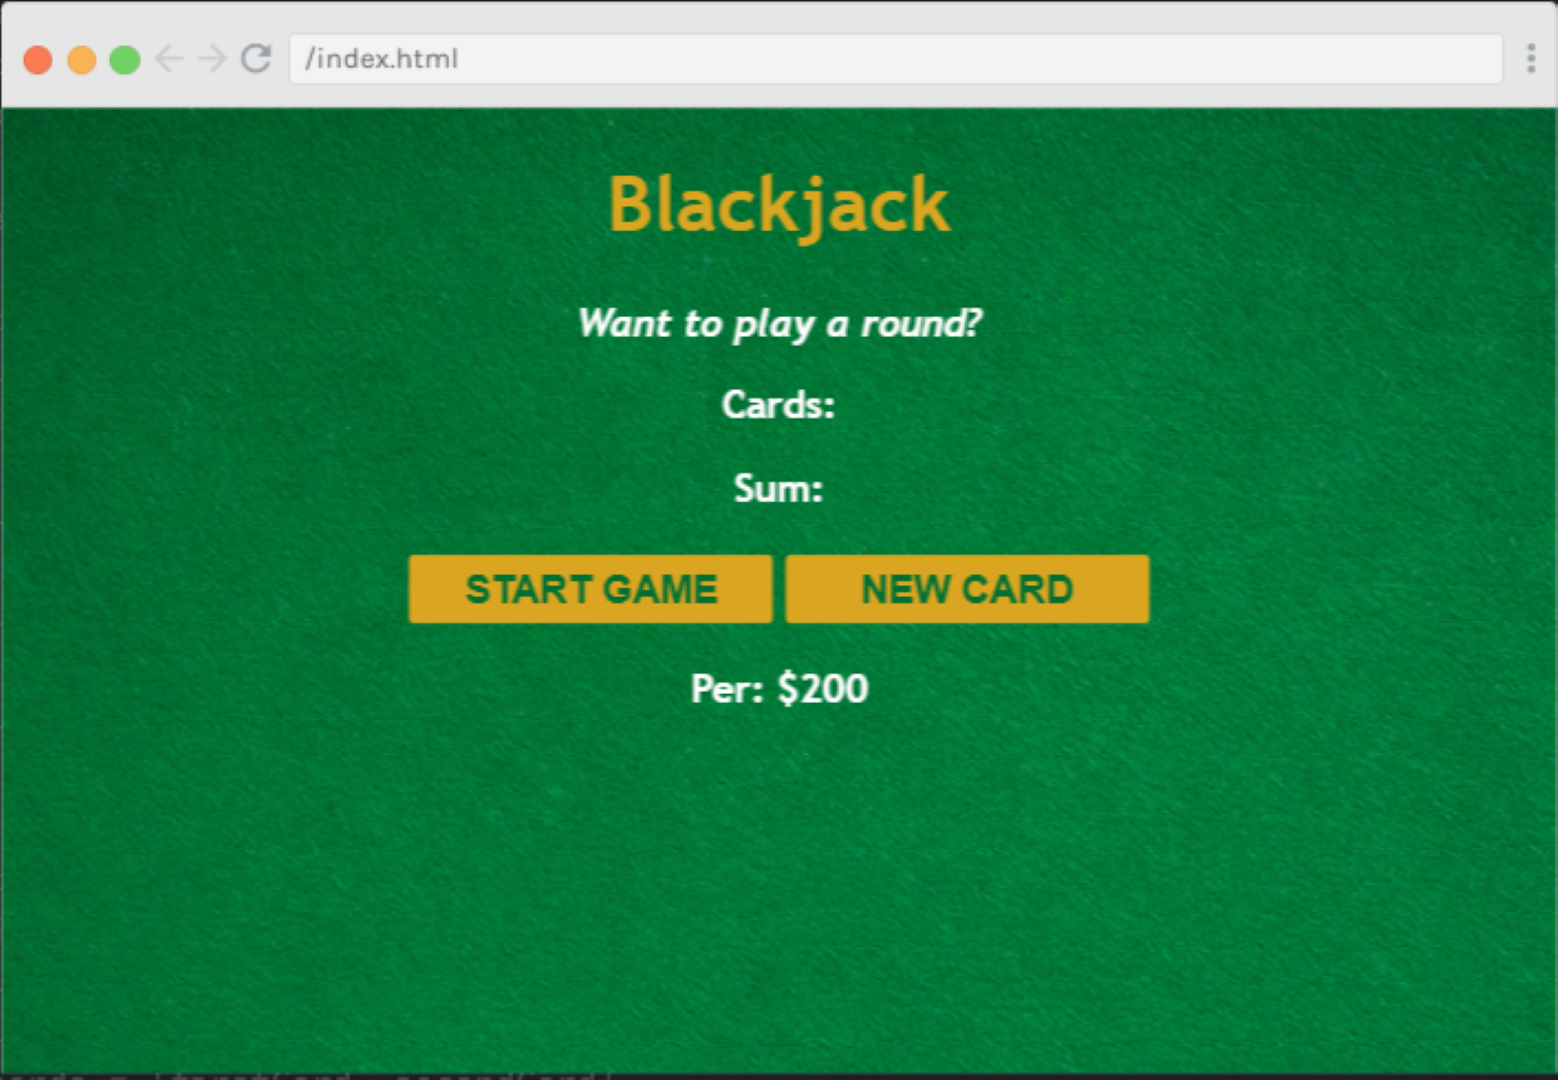 /index.html
Blackjack
Want to play a round?
Cards:
Sum:
START GAME NEW CARD
Per: $200